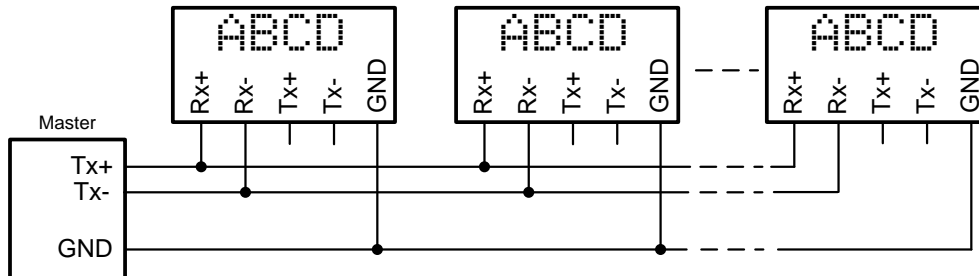 ABCD ABCD ABCD
Rx+ Rx- Tx+ Tx- GND Rx+ Rx- Tx+ Tx- GND Rx+ Rx- Tx+ Tx- GND
Master
Tx+
Tx-
GND